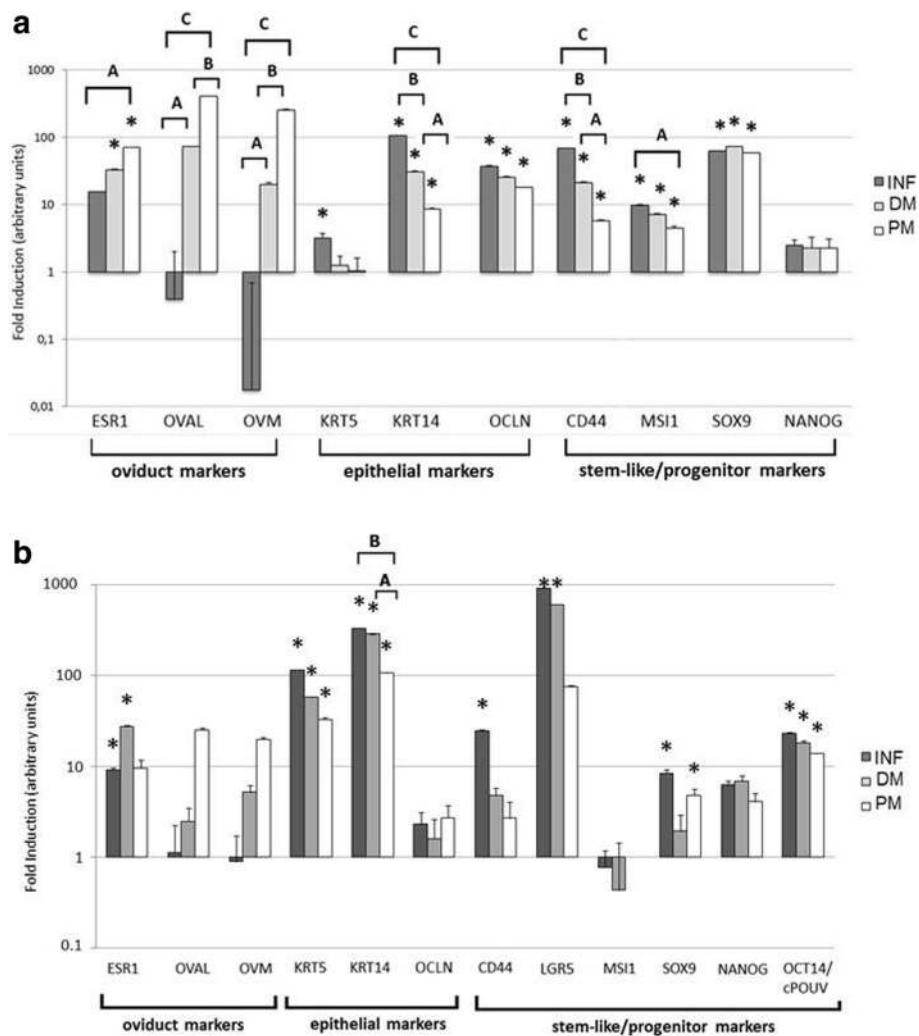 a
C C C C
A B B B B
A A A A A
1000
100
10
1
0,1
0,01
Fold Induction (arbitrary units)
* * * * * * * * * * * * * * * * * * *
INF
DM
PM
ESR1 OVAL OVM KRT5 KRT14 OCLN CD44 MSI1 SOX9 NANOG
oviduct markers epithelial markers stem-like/progenitor markers
b
B
A
1000
100
10
1
0.1
Fold Induction (arbitrary units)
* * * * * * * * * * * * * * * *
INF
DM
PM
ESR1 OVAL OVM KRT5 KRT14 OCLN CD44 LGR5 MSI1 SOX9 NANOG OCT14/
cPOUV
oviduct markers epithelial markers stem-like/progenitor markers